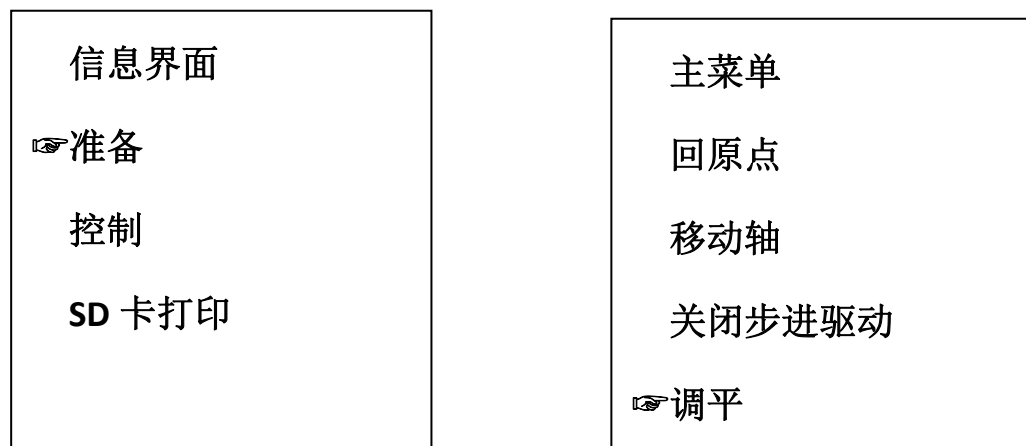 信息界面
☞准备
控制
SD 卡打印
主菜单
回原点
移动轴
关闭步进驱动
☞调平